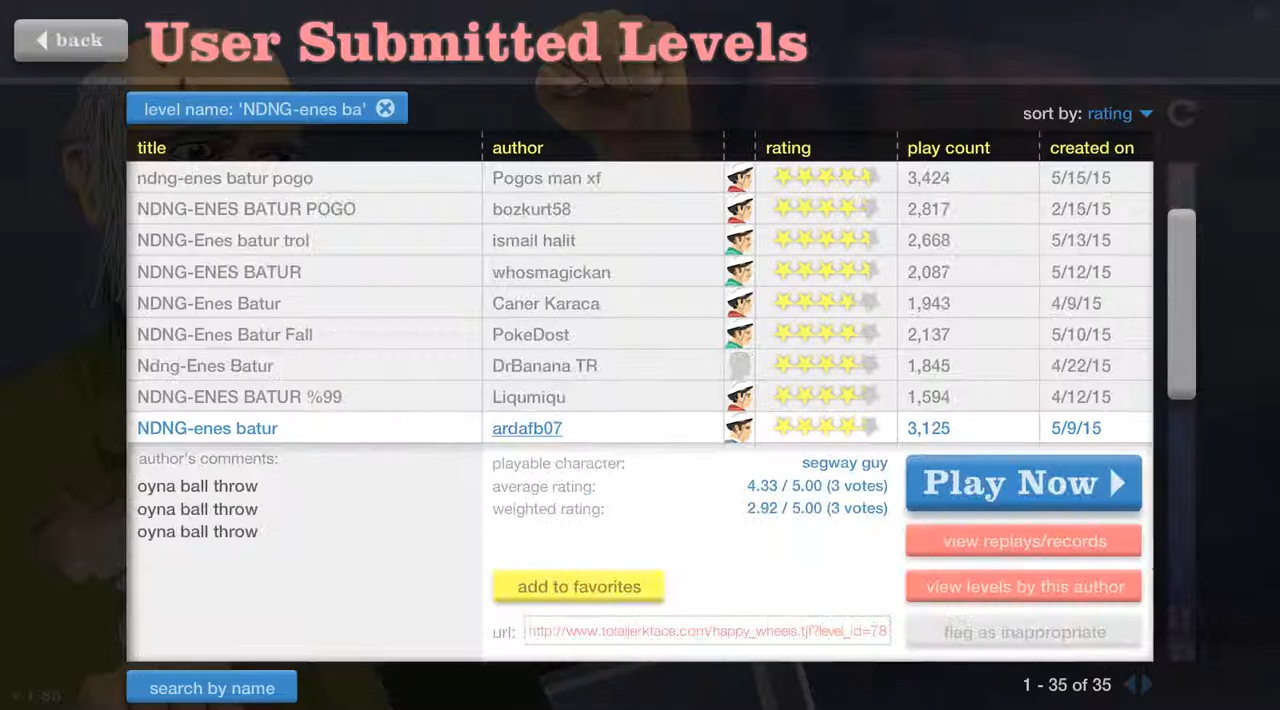 back
User Submitted Levels
level name: 'NDNG-enes ba'
sort by: rating
title author rating play count created on
ndng-enes batur pogo Pogos man xf 3,424 5/15/15
NDNG-ENES BATUR POGO bozkurt58 2,817 2/15/15
NDNG-Enes batur trol ismail halit 2,668 5/13/15
NDNG-ENES BATUR whosmagickan 2,087 5/12/15
NDNG-Enes Batur Caner Karaca 1,943 4/9/15
NDNG-Enes Batur Fall PokeDost 2,137 5/10/15
Ndng-Enes Batur DrBanana TR 1,845 4/22/15
NDNG-ENES BATUR %99 Liqumiqu 1,594 4/12/15
NDNG-enes batur ardafb07 3,125 5/9/15
author's comments:
oyna ball throw
oyna ball throw
oyna ball throw
playable character: segway guy
average rating: 4.33 / 5.00 (3 votes)
weighted rating: 2.92 / 5.00 (3 votes)
add to favorites
url: http://www.totaljerkface.com/happy_wheels.tjf?level_id=78
Play Now
view replays/records
view levels by this author
flag as inappropriate
search by name
1 - 35 of 35